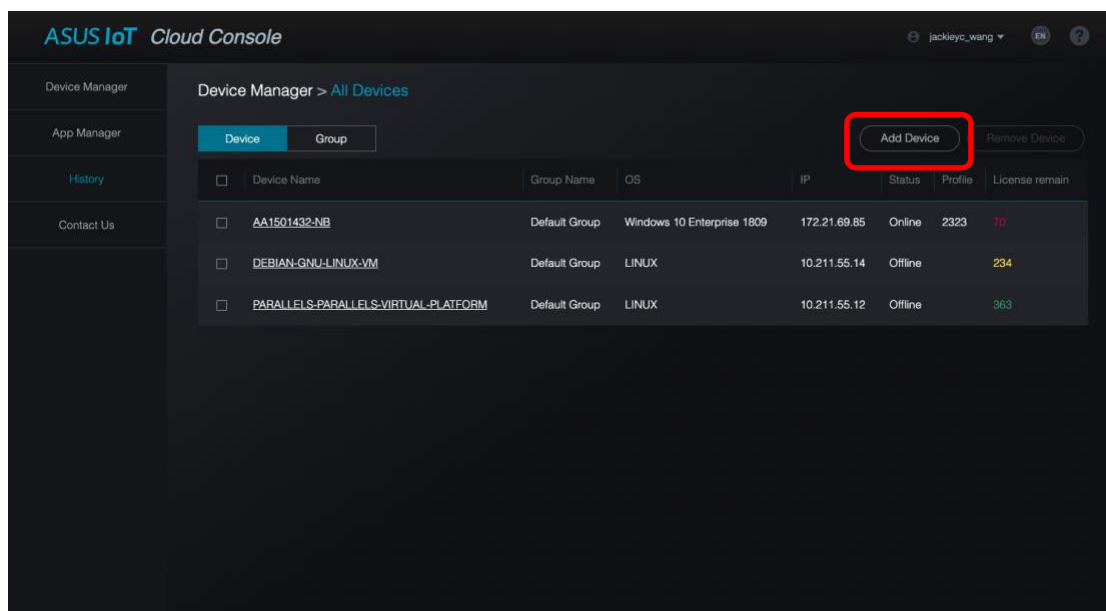 ASUS IoT Cloud Console
jackieyc_wang
EN
?
Device Manager
App Manager
History
Contact Us
Device Manager > All Devices
Device Group
Add Device
Remove Device
Device Name Group Name OS IP Status Profile License remain
AA1501432-NB Default Group Windows 10 Enterprise 1809 172.21.69.85 Online 2323 70
DEBIAN-GNU-LINUX-VM Default Group LINUX 10.211.55.14 Offline 234
PARALLELS-PARALLELS-VIRTUAL-PLATFORM Default Group LINUX 10.211.55.12 Offline 363